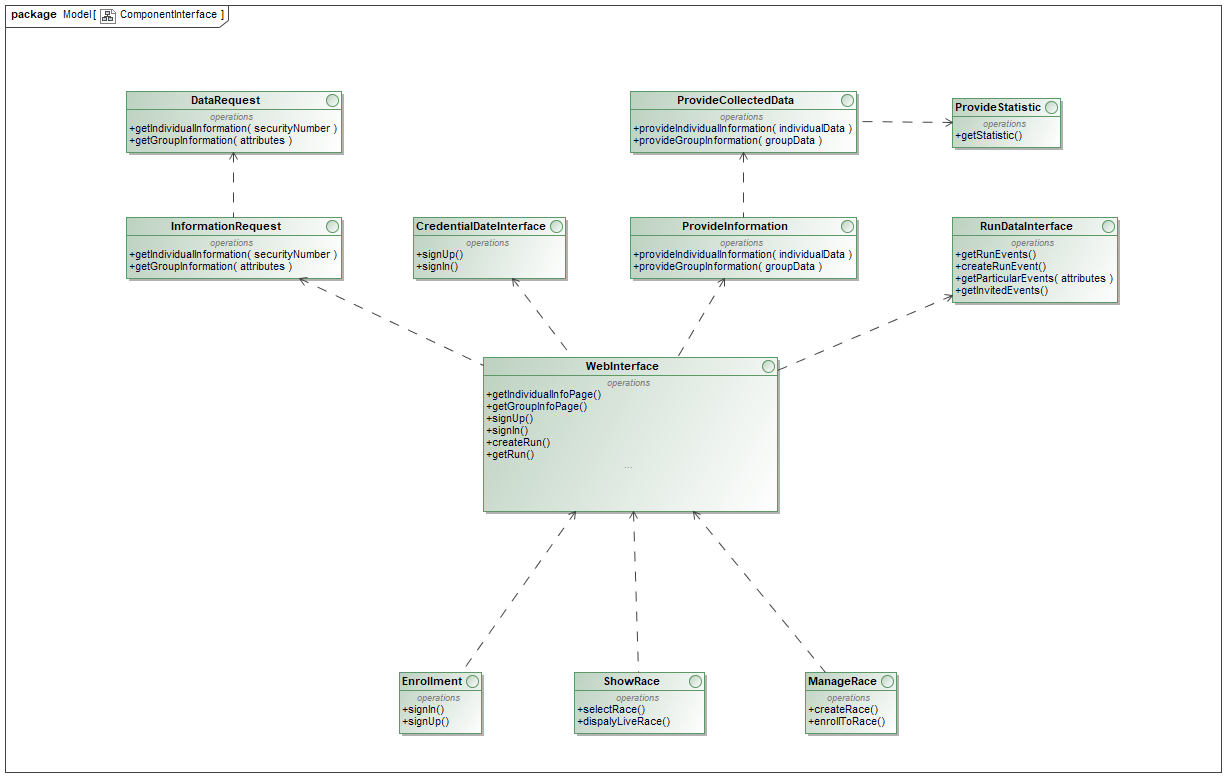 package Model[ ComponentInterface ]
DataRequest
operations
+getIndividualInformation( securityNumber )
+getGroupInformation( attributes )
ProvideCollectedData
operations
+provideIndividualInformation( individualData )
+provideGroupInformation( groupData )
ProvideStatistic
operations
+getStatistic()
InformationRequest
operations
+getIndividualInformation( securityNumber )
+getGroupInformation( attributes )
CredentialDateInterface
operations
+signUp()
+signIn()
ProvideInformation
operations
+provideIndividualInformation( individualData )
+provideGroupInformation( groupData )
RunDataInterface
operations
+getRunEvents()
+createRunEvent()
+getParticularEvents( attributes )
+getInvitedEvents()
WebInterface
operations
+getIndividualInfoPage()
+getGroupInfoPage()
+signUp()
+signIn()
+createRun()
+getRun()
...
Enrollment
operations
+signIn()
+signUp()
ShowRace
operations
+selectRace()
+dispalyLiveRace()
ManageRace
operations
+createRace()
+enrollToRace()